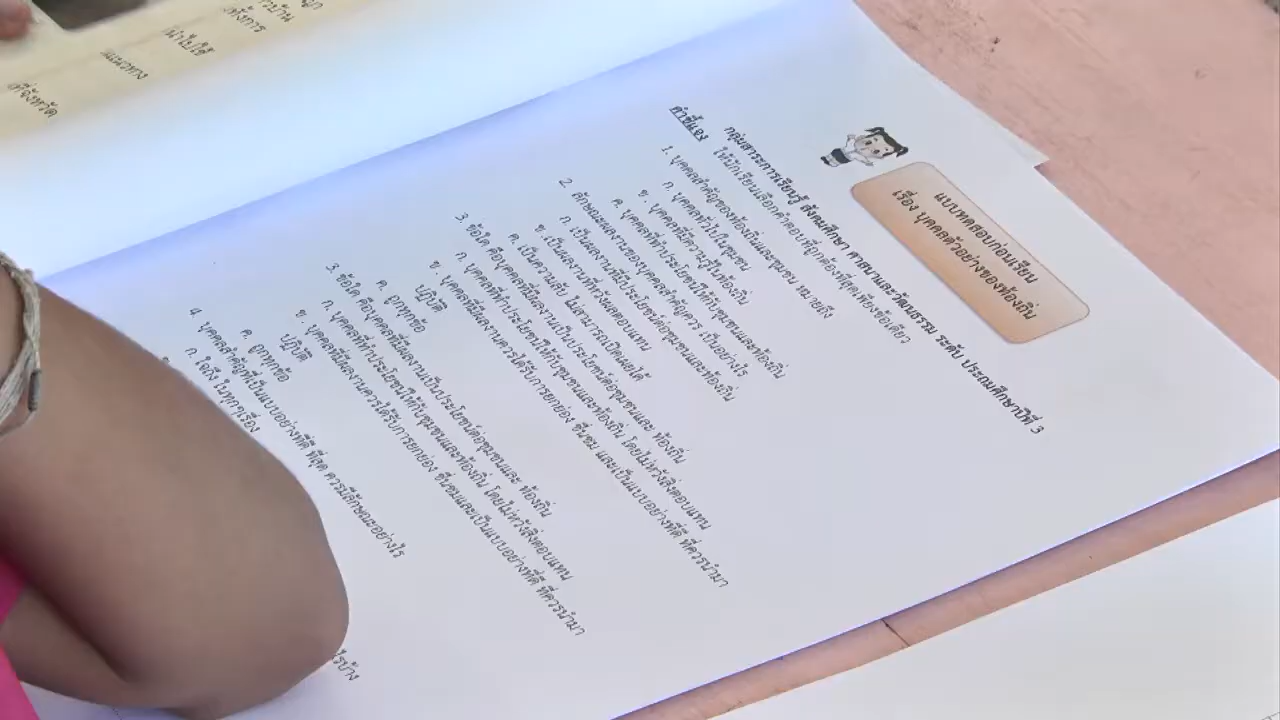 แบบทดสอบก่อนเรียน
เรื่อง บุคคลตัวอย่างของท้องถิ่น
กลุ่มสาระการเรียนรู้ สังคมศึกษา ศาสนาและวัฒนธรรม ระดับ ประถมศึกษาปีที่ 3
คำชี้แจง ให้นักเรียนเลือกคำตอบที่ถูกต้องที่สุดเพียงข้อเดียว
1. บุคคลสำคัญของท้องถิ่นและชุมชน หมายถึง
ก. บุคคลทั่วไปในชุมชน
ข. บุคคลที่มีความรู้ในท้องถิ่น
ค. บุคคลที่ทำประโยชน์ให้กับชุมชนและท้องถิ่น
2. ลักษณะผลงานของบุคคลสำคัญควร เป็นอย่างไร
ก. เป็นผลงานที่มีประโยชน์ต่อชุมชนและท้องถิ่น
ข. เป็นผลงานที่หวังผลตอบแทน
ค. เป็นความลับ ไม่สามารถเปิดเผยได้
3. ข้อใด คือบุคคลที่มีผลงานเป็นประโยชน์ต่อชุมชนและ ท้องถิ่น
ก. บุคคลที่ทำประโยชน์ให้กับชุมชนและท้องถิ่น โดยไม่หวังสิ่งตอบแทน
ข. บุคคลที่มีผลงานควรได้รับการยกย่อง ชื่นชม และเป็นแบบอย่างที่ดี ที่ควรนำมา
ปฏิบัติ
ค. ถูกทุกข้อ
3. ข้อใด คือบุคคลที่มีผลงานเป็นประโยชน์ต่อชุมชนและ ท้องถิ่น
ก. บุคคลที่ทำประโยชน์ให้กับชุมชนและท้องถิ่น โดยไม่หวังสิ่งตอบแทน
ข. บุคคลที่มีผลงานควรได้รับการยกย่อง ชื่นชมและเป็นแบบอย่างที่ดี ที่ควรนำมา
ปฏิบัติ
ค. ถูกทุกข้อ
4. บุคคลสำคัญที่เป็นแบบอย่างที่ดี ที่สุด ควรมีลักษณะอย่างไร
ก. ใจถึง ในทุกๆเรื่อง